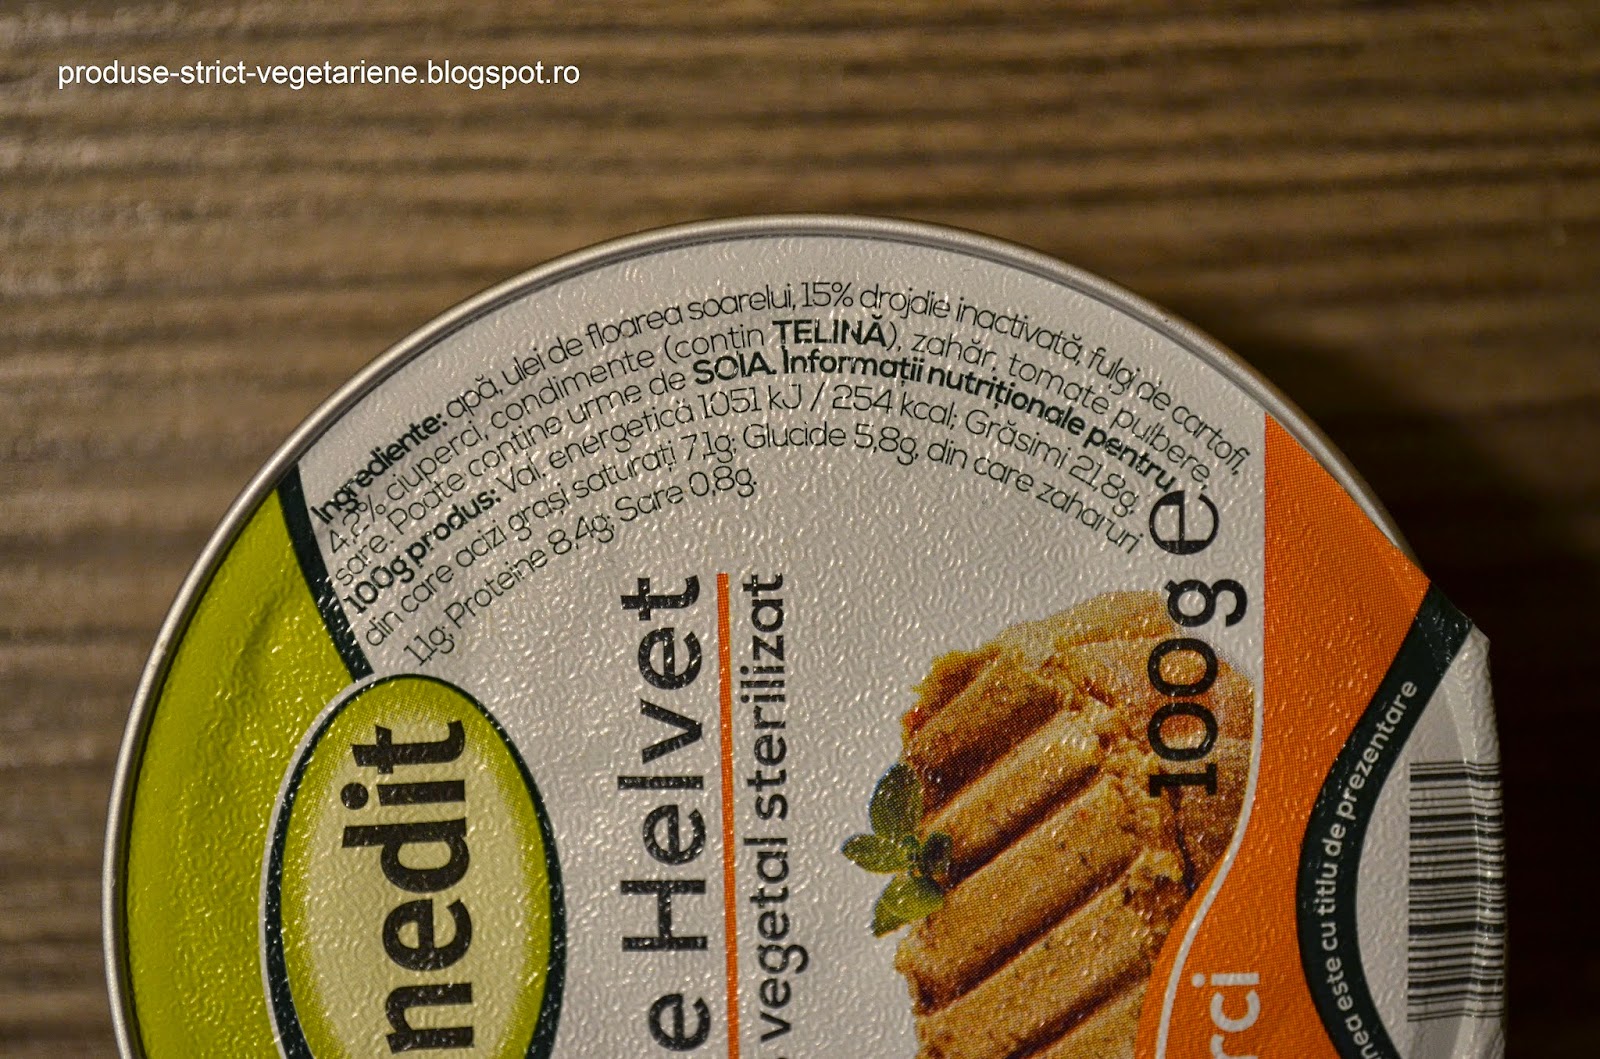 produse-strict-vegetariene.blogspot.ro
Ingrediente: apă, ulei de floarea soarelui, 15% drojdie inactivată, fulgi de cartofi,
4,2% ciuperci, condimente (conțin ȚELINĂ), zahăr, tomate pulbere,
sare. Poate conține urme de SOIA. Informații nutriționale pentru
100g produs: Val. energetică 1051 kJ / 254 kcal; Grăsimi 21,8g,
din care acizi grași saturați 7,1g; Glucide 5,8g, din care zaharuri
1,1g; Proteine 8,4g; Sare 0,8g.
medit
e Helvet
vegetal sterilizat
100g e
rci
nea este cu titlu de prezentare